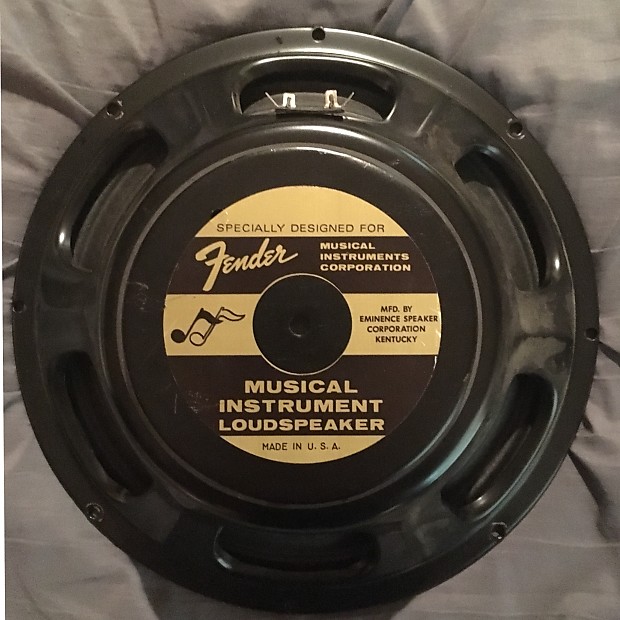 SPECIALLY DESIGNED FOR
Fender
MUSICAL
INSTRUMENTS
CORPORATION
MFD. BY
EMINENCE SPEAKER
CORPORATION
KENTUCKY
MUSICAL
INSTRUMENT
LOUDSPEAKER
MADE IN U. S. A.